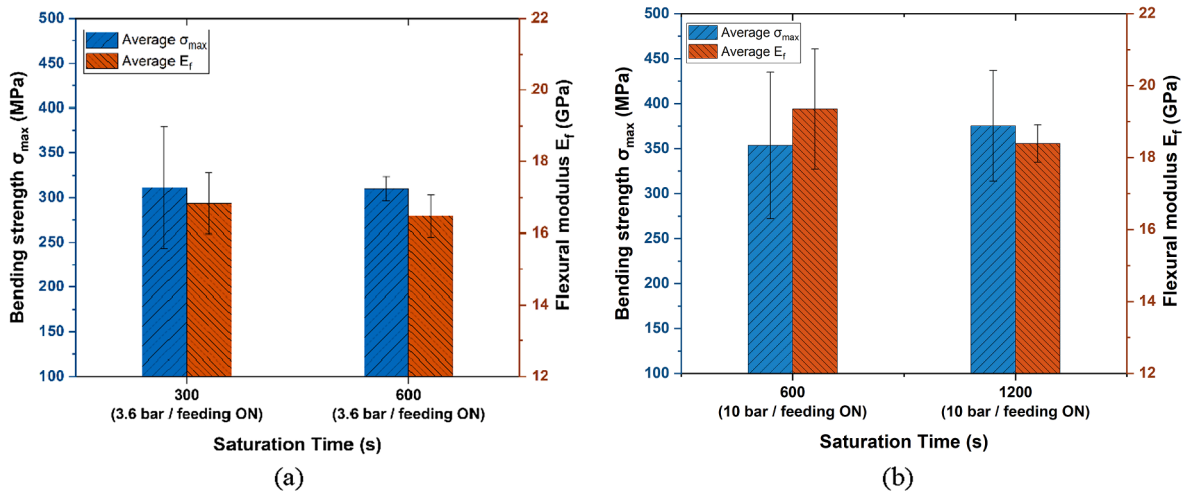 500
450
400
350
300
250
200
150
100
Bending strength σmax (MPa)
Average σmax
Average Ef
22
20
18
16
14
12
Flexural modulus Ef (GPa)
300
(3.6 bar / feeding ON)
600
(3.6 bar / feeding ON)
Saturation Time (s)
(a)
500
450
400
350
300
250
200
150
100
Bending strength σmax (MPa)
Average σmax
Average Ef
22
20
18
16
14
12
Flexural modulus Ef (GPa)
600
(10 bar / feeding ON)
1200
(10 bar / feeding ON)
Saturation Time (s)
(b)